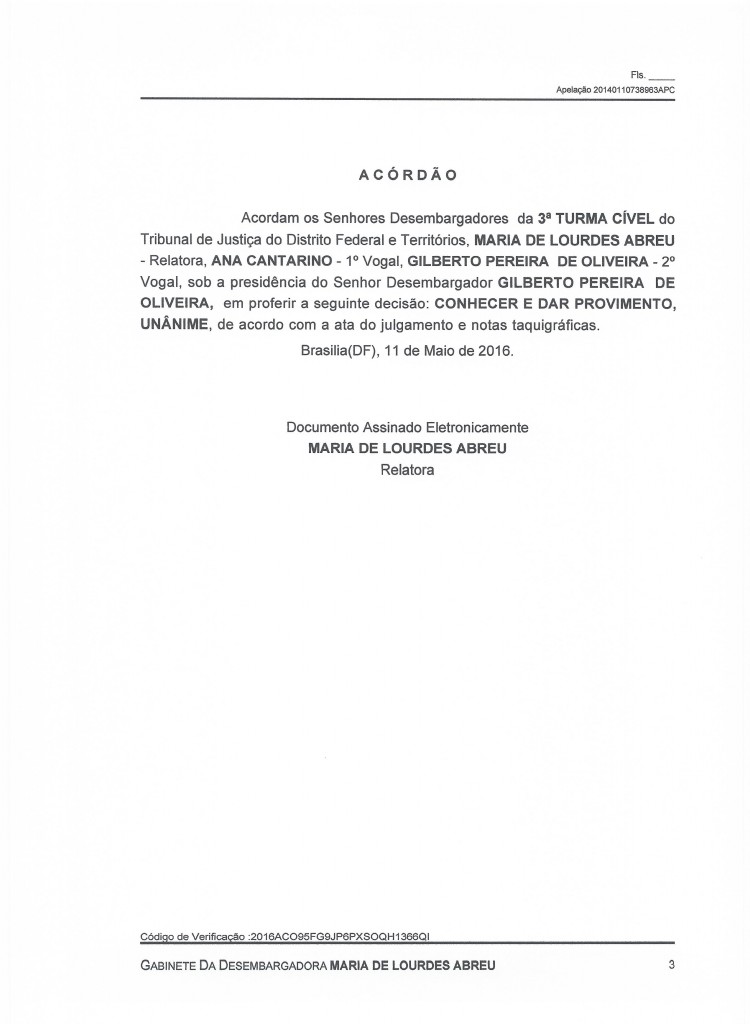 Fls. _____
Apelação 20140110738963APC
ACÓRDÃO
Acordam os Senhores Desembargadores da 3ª TURMA CÍVEL do
Tribunal de Justiça do Distrito Federal e Territórios, MARIA DE LOURDES ABREU
- Relatora, ANA CANTARINO - 1º Vogal, GILBERTO PEREIRA DE OLIVEIRA - 2º
Vogal, sob a presidência do Senhor Desembargador GILBERTO PEREIRA DE
OLIVEIRA, em proferir a seguinte decisão: CONHECER E DAR PROVIMENTO,
UNÂNIME, de acordo com a ata do julgamento e notas taquigráficas.
Brasilia(DF), 11 de Maio de 2016.
Documento Assinado Eletronicamente
MARIA DE LOURDES ABREU
Relatora
Código de Verificação :2016ACO95FG9JP6PXSOQH1366QI
GABINETE DA DESEMBARGADORA MARIA DE LOURDES ABREU 3